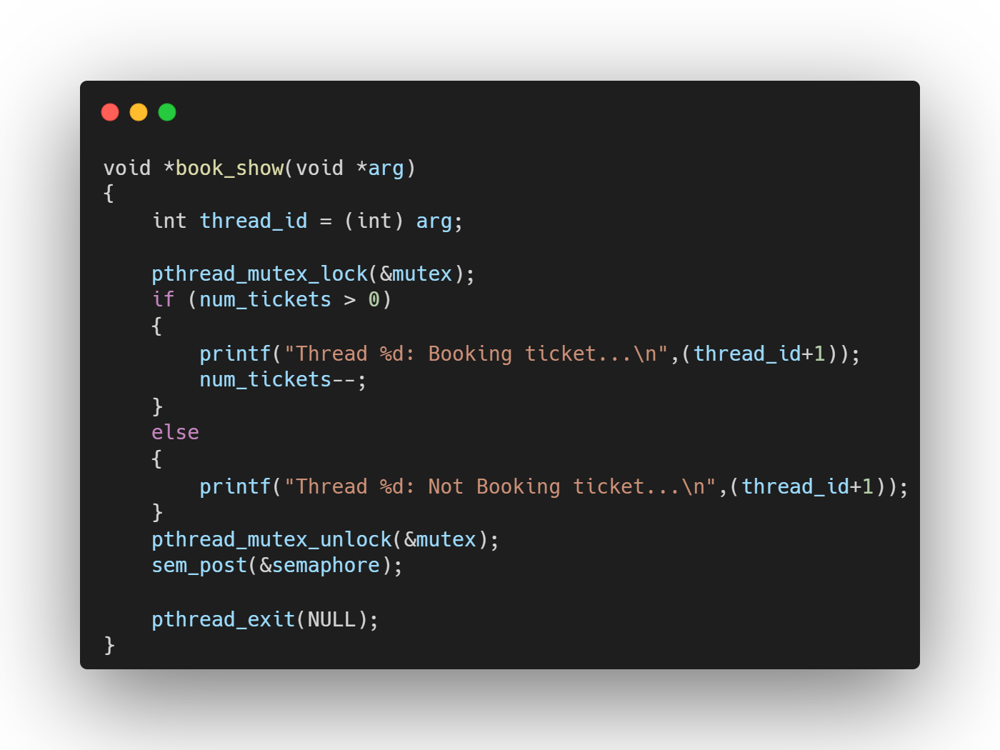 void *book_show(void *arg)
{
    int thread_id = (int) arg;

    pthread_mutex_lock(&mutex);
    if (num_tickets > 0)
    {
        printf("Thread %d: Booking ticket...\n",(thread_id+1));
        num_tickets--;
    }
    else
    {
        printf("Thread %d: Not Booking ticket...\n",(thread_id+1));
    }
    pthread_mutex_unlock(&mutex);
    sem_post(&semaphore);

    pthread_exit(NULL);
}